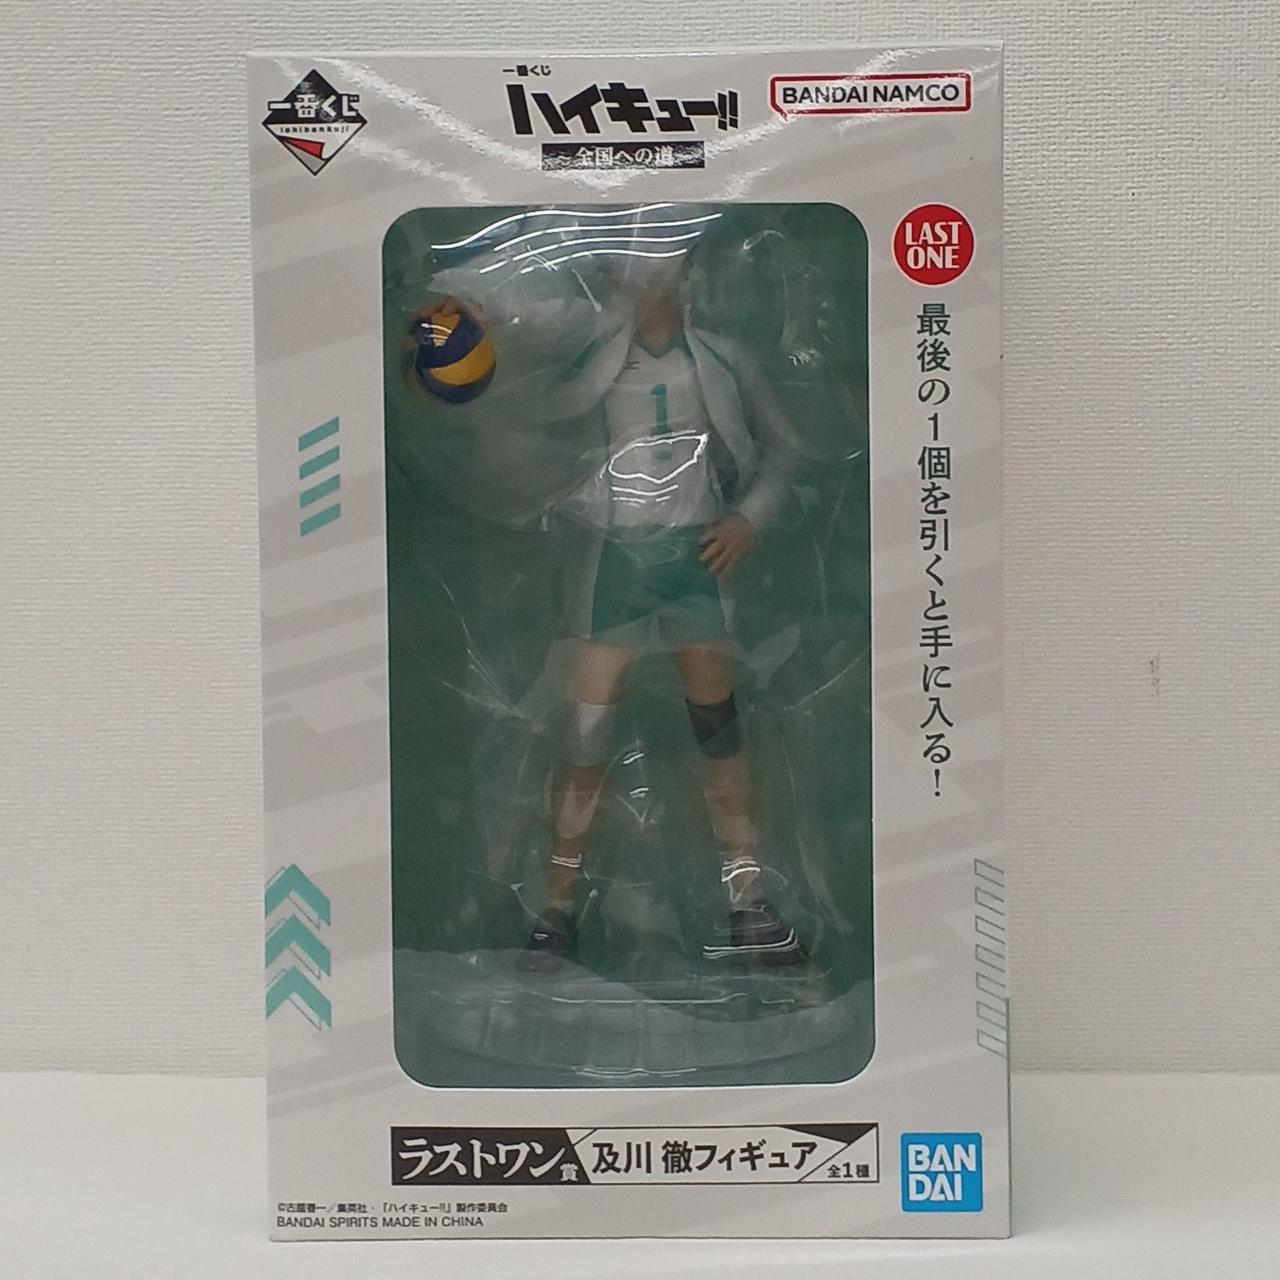 一番くじ
ichibankuji
一番くじ
ハイキュー!!
~全国への道~
BANDAI NAMCO
LAST
ONE
最後の1個を引くと手に入る!
1
ラストワン賞
及川 徹フィギュア
全1種
BAN
DAI
©古舘春一/集英社・「ハイキュー!!」製作委員会
BANDAI SPIRITS MADE IN CHINA